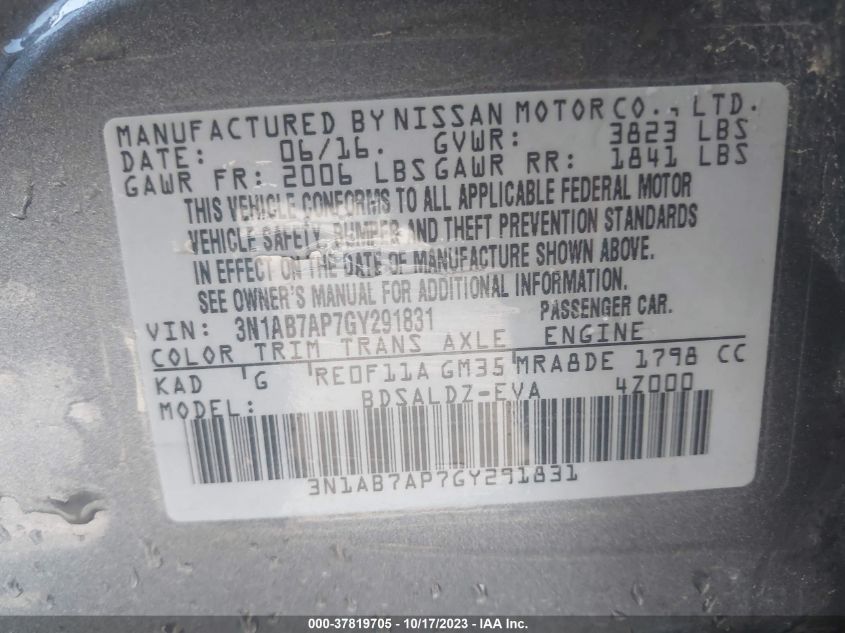 MANUFACTURED BY NISSAN MOTOR CO., LTD.
DATE: 06/16. GVWR: 3823 LBS
GAWR FR: 2006 LBS GAWR RR: 1841 LBS
THIS VEHICLE CONFORMS TO ALL APPLICABLE FEDERAL MOTOR
VEHICLE SAFETY, BUMPER AND THEFT PREVENTION STANDARDS
IN EFFECT ON THE DATE OF MANUFACTURE SHOWN ABOVE.
SEE OWNER'S MANUAL FOR ADDITIONAL INFORMATION.
VIN: 3N1AB7AP7GY291831 PASSENGER CAR.
COLOR TRIM TRANS AXLE ENGINE
KAD G RE0F11A GM35 MRA8DE 1798 CC
MODEL: BDSALDZ-EVA 4Z000
3N1AB7AP7GY291831
000-37819705 - 10/17/2023 - IAA Inc.